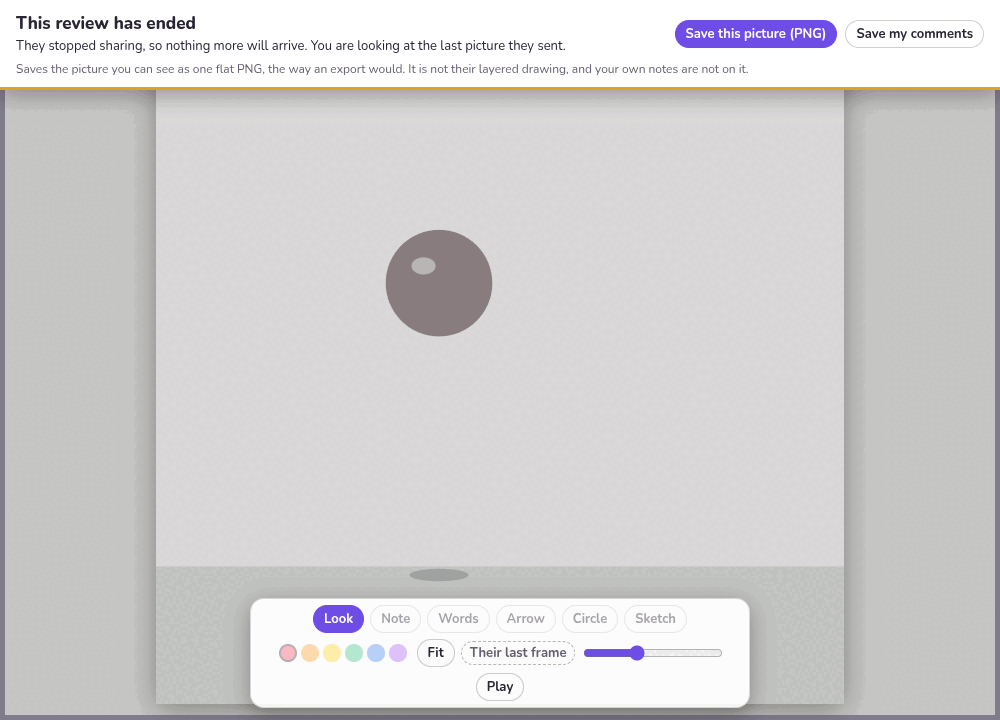 This review has ended
They stopped sharing, so nothing more will arrive. You are looking at the last picture they sent.
Save this picture (PNG)
Save my comments
Saves the picture you can see as one flat PNG, the way an export would. It is not their layered drawing, and your own notes are not on it.
Look Note Words Arrow Circle Sketch
Fit Their last frame
Play